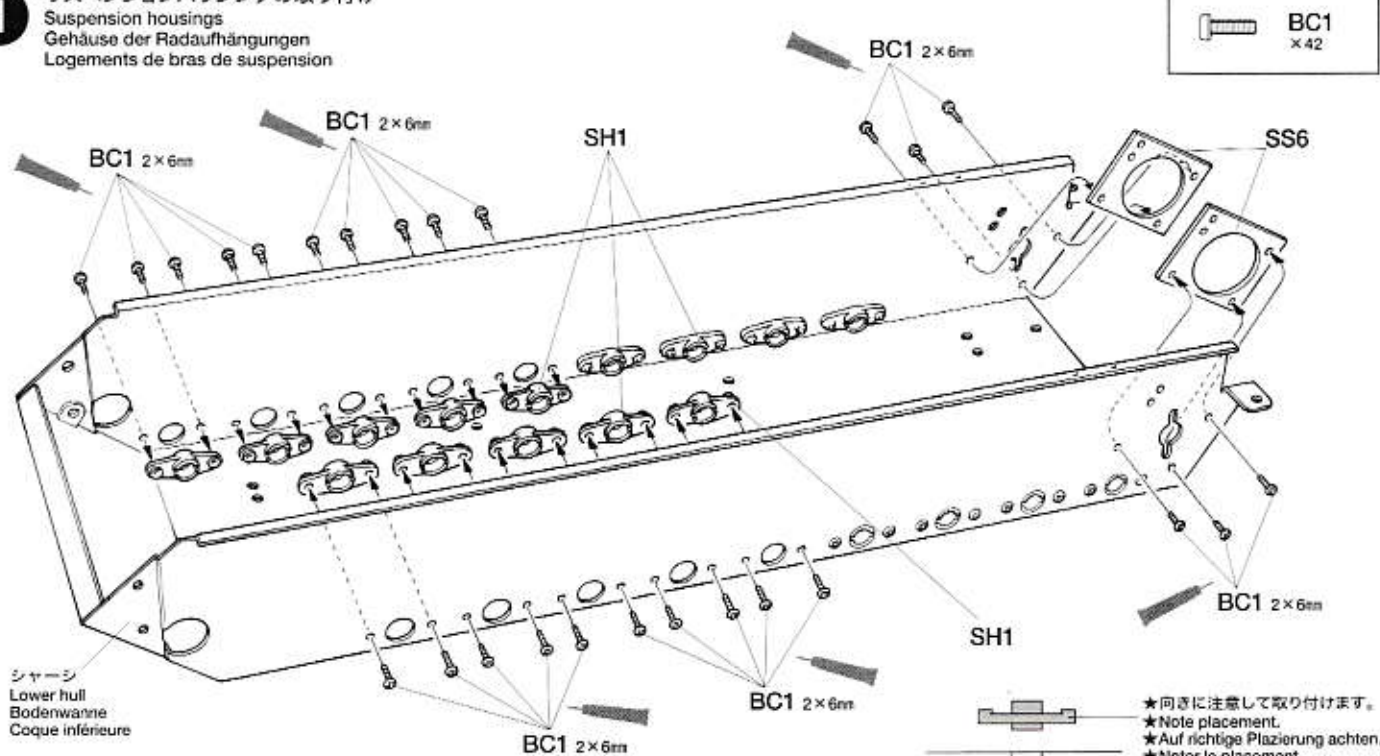 Suspension housings
Gehäuse der Radaufhängungen
Logements de bras de suspension
BC1
×42
BC1 2×6mm
BC1 2×6mm
SH1
BC1 2×6mm
SS6
SH1
BC1 2×6mm
BC1 2×6mm
BC1 2×6mm
シャーシ
Lower hull
Bodenwanne
Coque inférieure
★向きに注意して取り付けます。
★Note placement.
★Auf richtige Plazierung achten
★Noter le placement